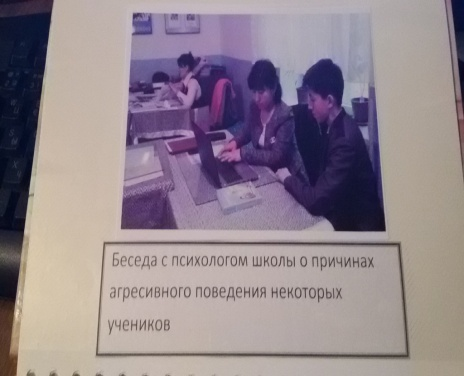 Беседа с психологом школы о причинах
агресивного поведения некоторых
учеников